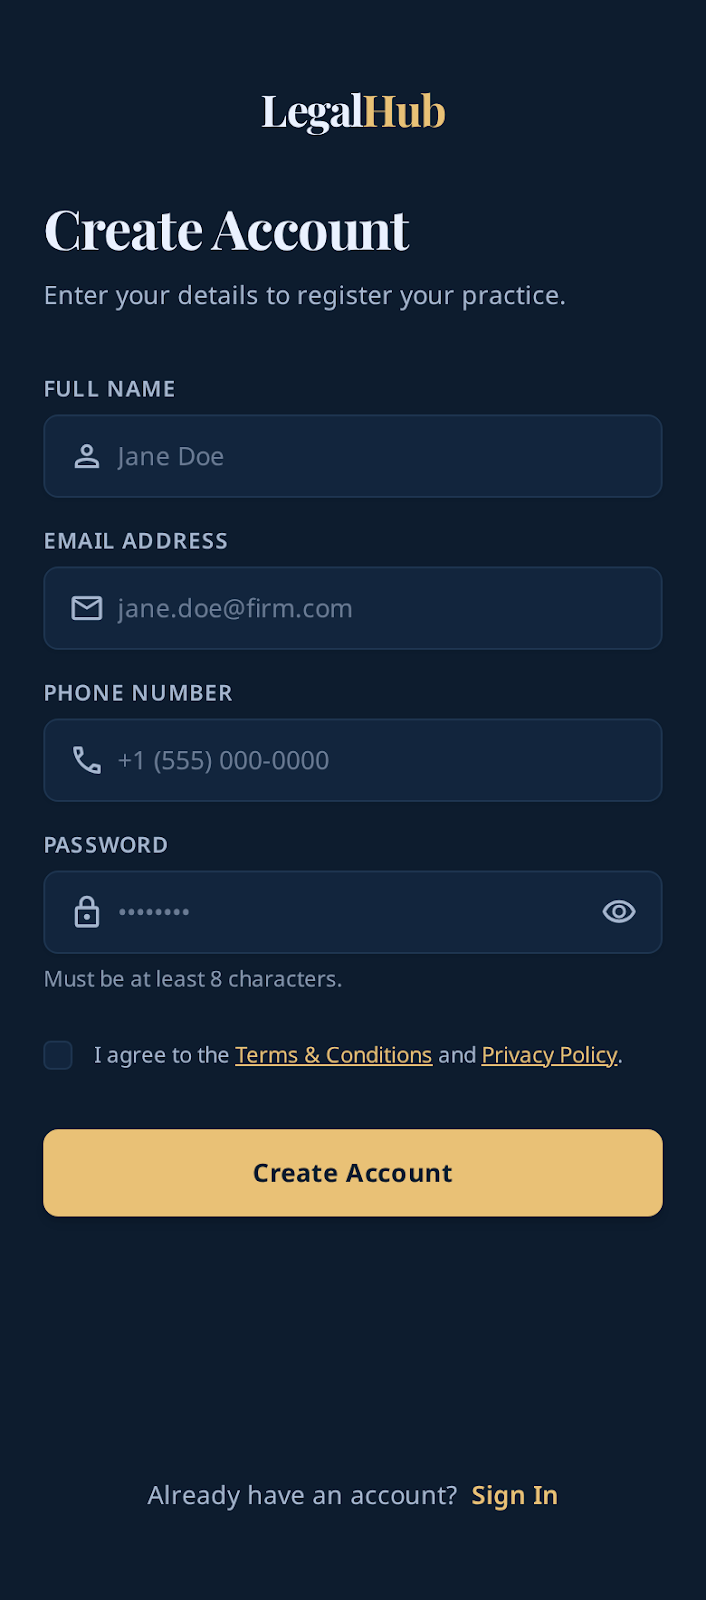 LegalHub
Create Account
Enter your details to register your practice.
FULL NAME
Jane Doe
EMAIL ADDRESS
jane.doe@firm.com
PHONE NUMBER
+1 (555) 000-0000
PASSWORD
••••••••
Must be at least 8 characters.
I agree to the Terms & Conditions and Privacy Policy.
Create Account
Already have an account? Sign In